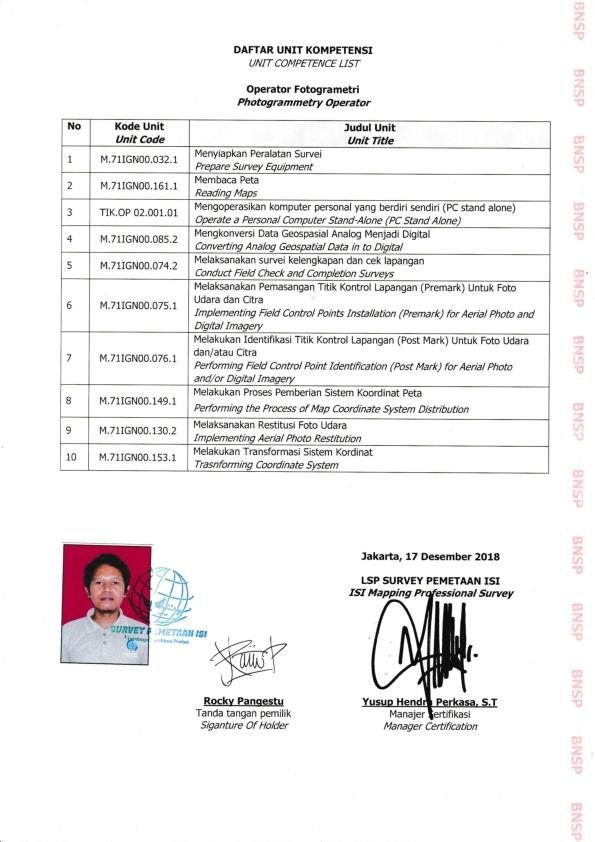 DAFTAR UNIT KOMPETENSI
UNIT COMPETENCE LIST
Operator Fotogrametri
Photogrammetry Operator
No Kode Unit Judul Unit
Unit Code Unit Title
1 M.71IGN00.032.1 Menyiapkan Peralatan Survei
Prepare Survey Equipment
2 M.71IGN00.161.1 Membaca Peta
Reading Maps
3 TIK.OP 02.001.01 Mengoperasikan komputer personal yang berdiri sendiri (PC stand alone)
Operate a Personal Computer Stand-Alone (PC Stand Alone)
4 M.71IGN00.085.2 Mengkonversi Data Geospasial Analog Menjadi Digital
Converting Analog Geospatial Data in to Digital
5 M.71IGN00.074.2 Melaksanakan survei kelengkapan dan cek lapangan
Conduct Field Check and Completion Surveys
6 M.71IGN00.075.1 Melaksanakan Pemasangan Titik Kontrol Lapangan (Premark) Untuk Foto
Udara dan Citra
Implementing Field Control Points Installation (Premark) for Aerial Photo and
Digital Imagery
7 M.71IGN00.076.1 Melakukan Identifikasi Titik Kontrol Lapangan (Post Mark) Untuk Foto Udara
dan/atau Citra
Performing Field Control Point Identification (Post Mark) for Aerial Photo
and/or Digital Imagery
8 M.71IGN00.149.1 Melakukan Proses Pemberian Sistem Koordinat Peta
Performing the Process of Map Coordinate System Distribution
9 M.71IGN00.130.2 Melaksanakan Restitusi Foto Udara
Implementing Aerial Photo Restitution
10 M.71IGN00.153.1 Melakukan Transformasi Sistem Kordinat
Trasnforming Coordinate System
Jakarta, 17 Desember 2018
LSP SURVEY PEMETAAN ISI
ISI Mapping Professional Survey
SURVEY PEMETAAN ISI
Lembaga Sertifikasi Profesi
Rocky Pangestu
Tanda tangan pemilik
Siganture Of Holder
Yusup Hendra Perkasa, S.T
Manajer Sertifikasi
Manager Certification
BNSP
BNSP
BNSP
BNSP
BNSP
BNSP
BNSP
BNSP
BNSP
BNSP
BNSP
BNSP
BNSP